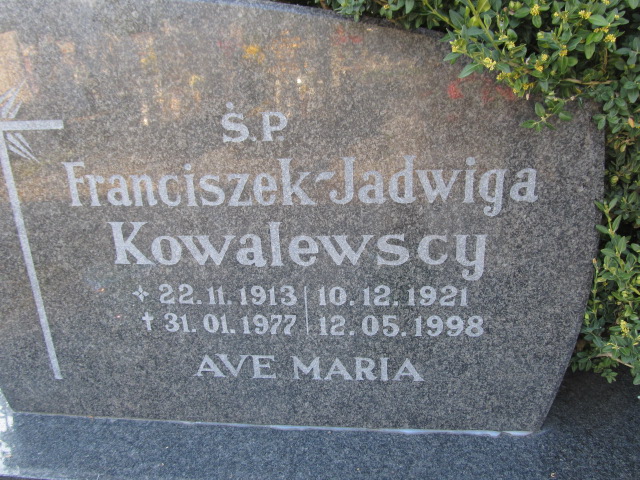 Ś.P.
Franciszek-Jadwiga
Kowalewscy
✧ 22.11.1913 | 10.12.1921
† 31.01.1977 | 12.05.1998
AVE MARIA